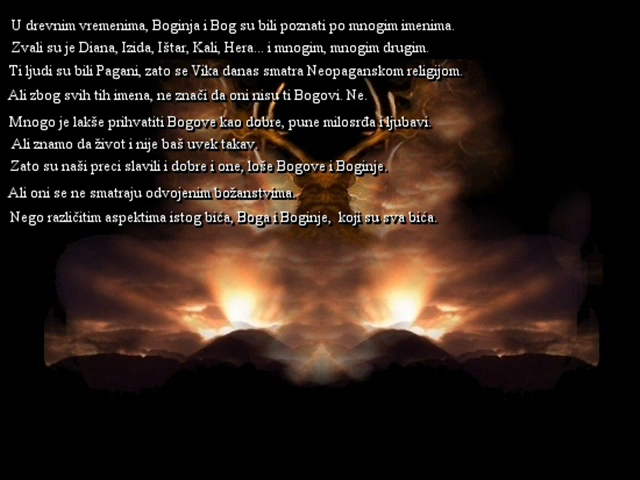 U drevnim vremenima, Boginja i Bog su bili poznati po mnogim imenima.
Zvali su je Diana, Izida, Ištar, Kali, Hera... i mnogim, mnogim drugim.
Ti ljudi su bili Pagani, zato se Vika danas smatra Neopaganskom religijom.
Ali zbog svih tih imena, ne znači da oni nisu ti Bogovi. Ne.
Mnogo je lakše prihvatiti Bogove kao dobre, pune milosrđa i ljubavi.
Ali znamo da život i nije baš uvek takav,
Zato su naši preci slavili i dobre i one, loše Bogove i Boginje.
Ali oni se ne smatraju odvojenim božanstvima.
Nego različitim aspektima istog bića, Boga i Boginje, koji su sva bića.